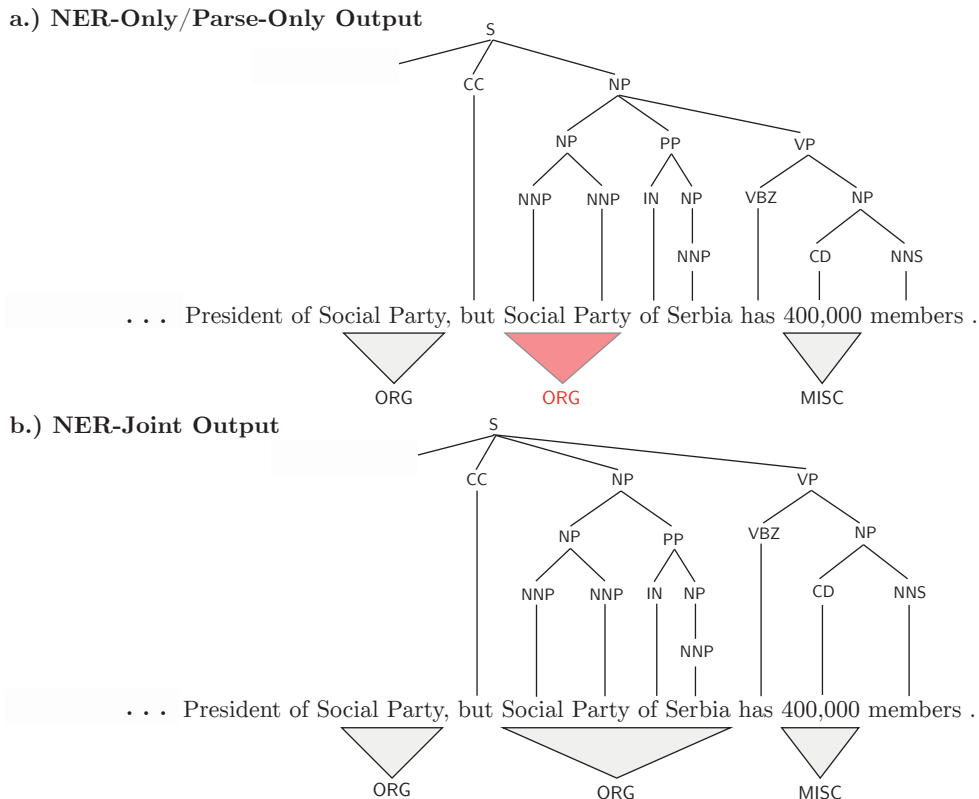 a.) NER-Only/Parse-Only Output
S
CC NP
NP PP VP
NNP NNP IN NP VBZ NP
NNP CD NNS
. . . President of Social Party, but Social Party of Serbia has 400,000 members .
ORG ORG MISC
b.) NER-Joint Output
S
CC NP VP
NP PP VBZ NP
NNP NNP IN NP CD NNS
NNP
. . . President of Social Party, but Social Party of Serbia has 400,000 members .
ORG ORG MISC